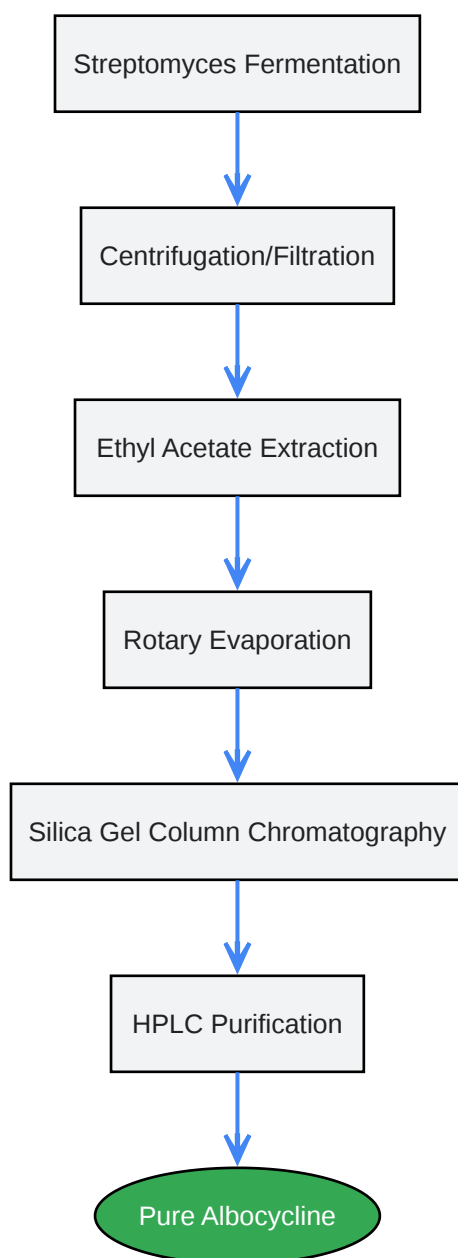 Streptomyces Fermentation
Centrifugation/Filtration
Ethyl Acetate Extraction
Rotary Evaporation
Silica Gel Column Chromatography
HPLC Purification
Pure Albocycline